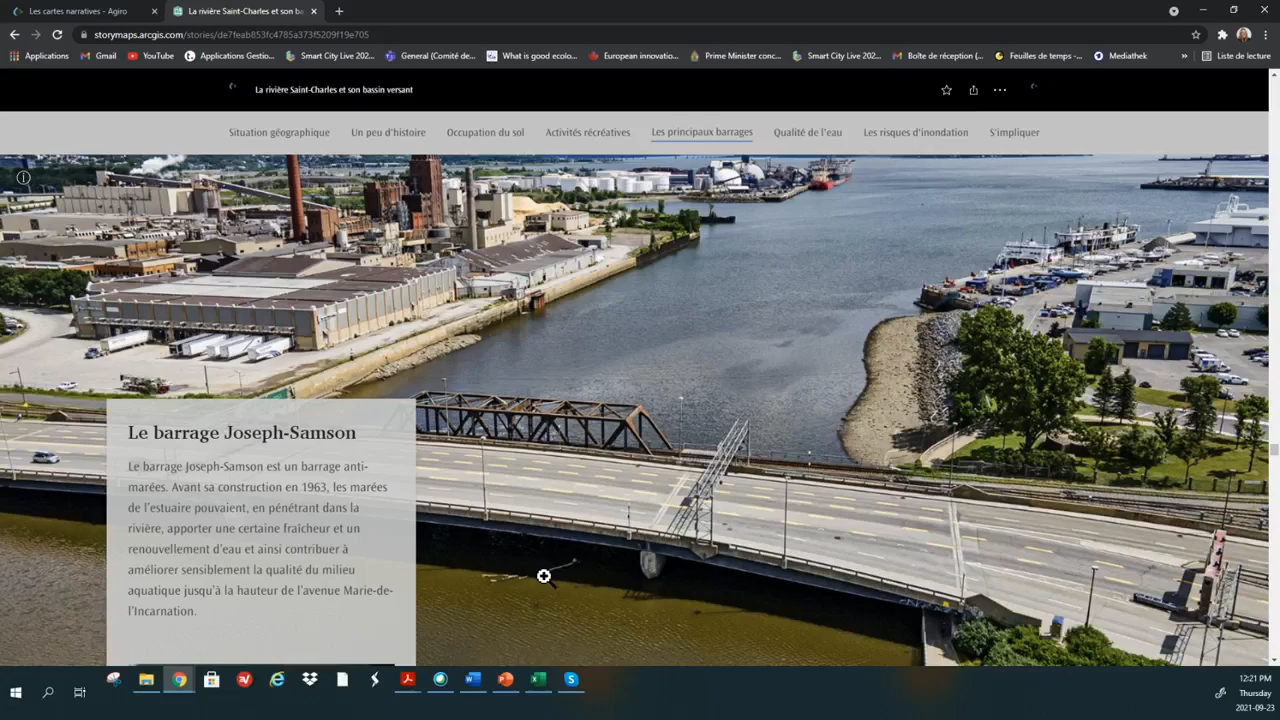 Les cartes narratives - Agiro
La rivière Saint-Charles et son ba
storymaps.arcgis.com/stories/de7feab853fc4785a373f5209f19e705
Applications
Gmail
YouTube
Applications Gestio...
Smart City Live 202...
General (Comité de...
What is good ecolo...
European innovatio...
Prime Minister conc...
Smart City Live 202...
Boîte de réception (...
Feuilles de temps -...
Mediathek
»
Liste de lecture
La rivière Saint-Charles et son bassin versant
Situation géographique
Un peu d'histoire
Occupation du sol
Activités récréatives
Les principaux barrages
Qualité de l'eau
Les risques d'inondation
S'impliquer
Le barrage Joseph-Samson
Le barrage Joseph-Samson est un barrage anti-
marées. Avant sa construction en 1963, les marées
de l'estuaire pouvaient, en pénétrant dans la
rivière, apporter une certaine fraîcheur et un
renouvellement d'eau et ainsi contribuer à
améliorer sensiblement la qualité du milieu
aquatique jusqu'à la hauteur de l'avenue Marie-de-
l'Incarnation.
12:21 PM
Thursday
2021-09-23